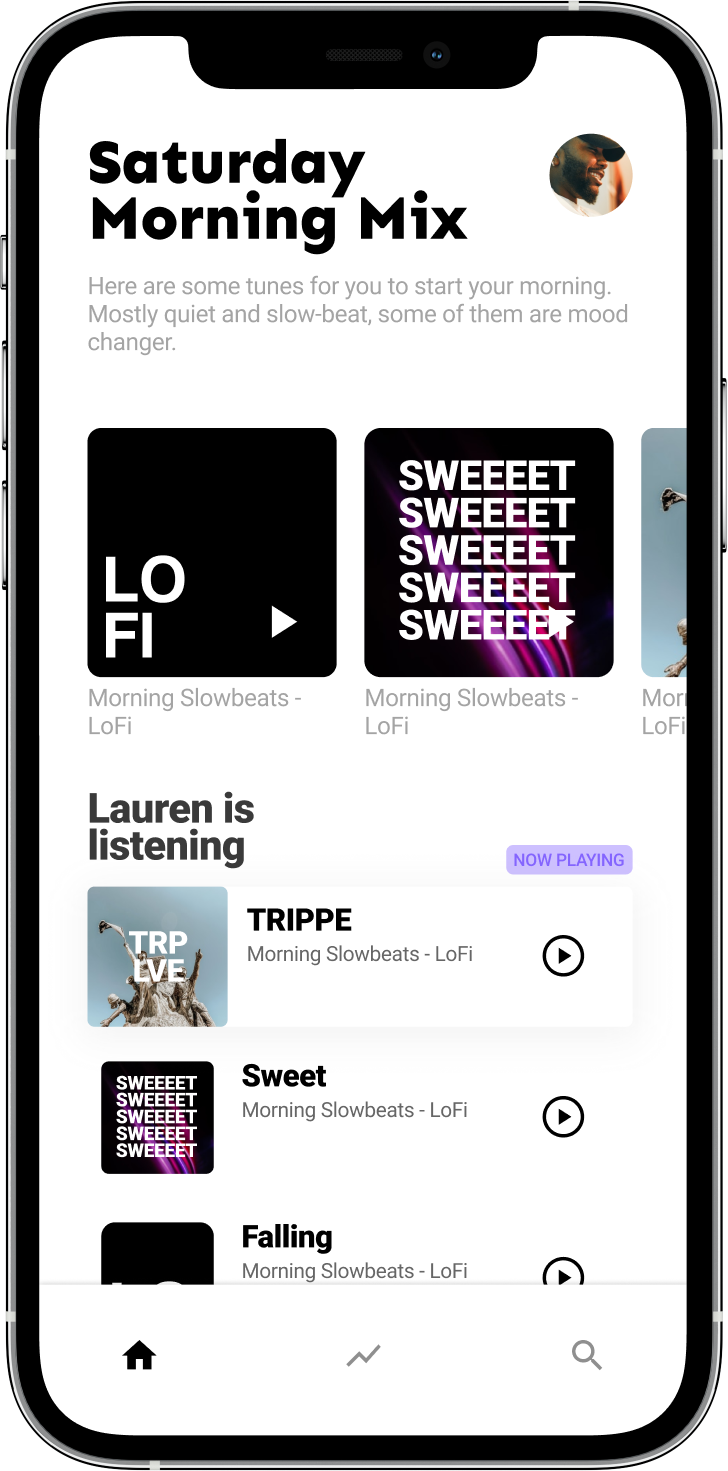 Saturday
Morning Mix
Here are some tunes for you to start your morning.
Mostly quiet and slow-beat, some of them are mood
changer.
LO
FI
SWEEEET
SWEEEET
SWEEEET
SWEEEET
SWEEEET
Morning Slowbeats -
LoFi
Morning Slowbeats -
LoFi
LoFi
Lauren is
listening
NOW PLAYING
TRP
LVE
TRIPPE
Morning Slowbeats - LoFi
SWEEEET
SWEEEET
SWEEEET
SWEEEET
SWEEEET
Sweet
Morning Slowbeats - LoFi
Falling
Morning Slowbeats - LoFi